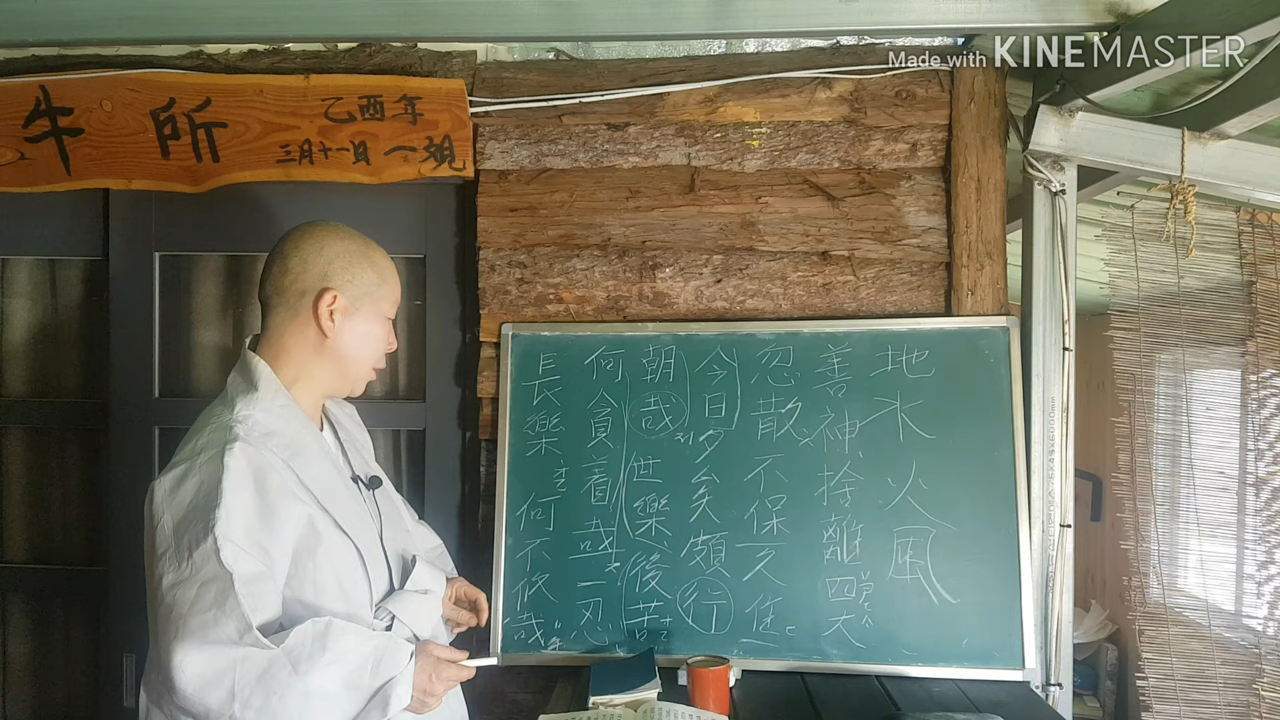 牛 所
乙酉年
三月十一日
地水火風
善神捨離四大
忽散不保久住
今日夕矣頗行
朝哉世樂後苦
何貪着哉一忍
長樂何不修哉
Made with KINEMASTER